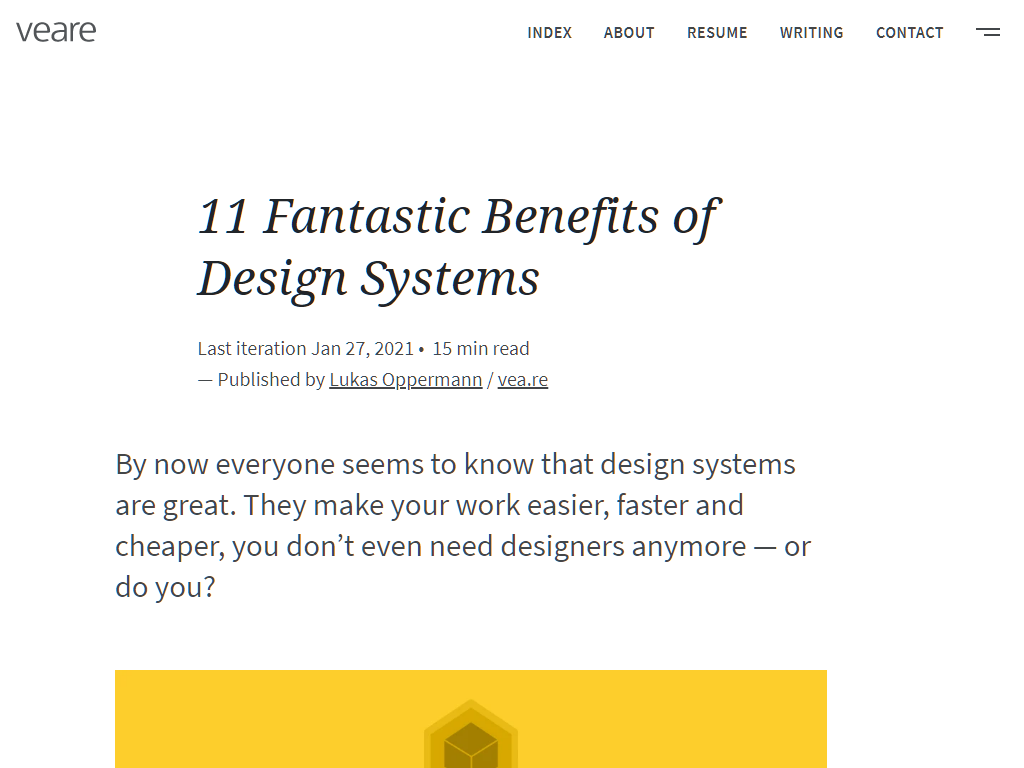 veare
INDEX ABOUT RESUME WRITING CONTACT
11 Fantastic Benefits of
Design Systems
Last iteration Jan 27, 2021 • 15 min read
— Published by Lukas Oppermann / vea.re
By now everyone seems to know that design systems
are great. They make your work easier, faster and
cheaper, you don’t even need designers anymore — or
do you?